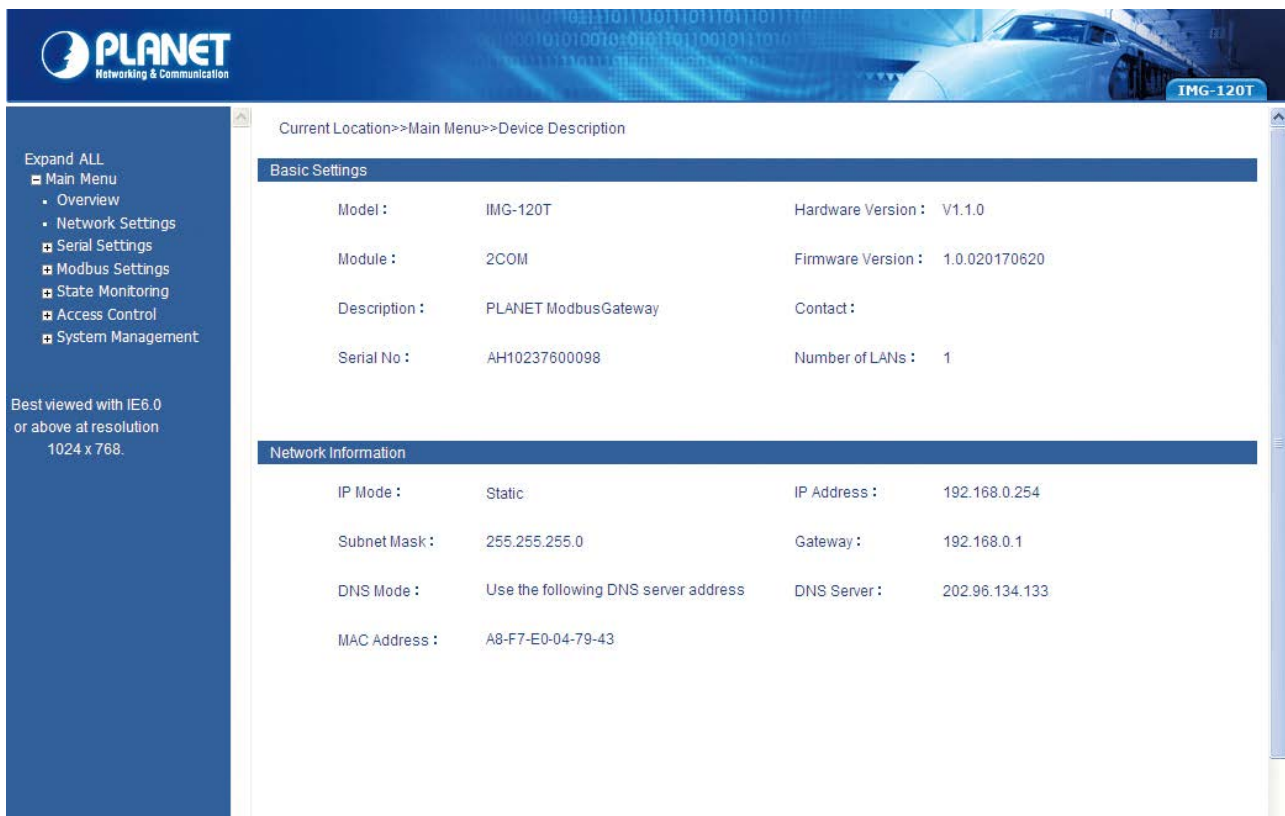 PLANET
Networking & Communication
IMG-120T
Current Location>>Main Menu>>Device Description
Expand ALL
Main Menu
Overview
Network Settings
Serial Settings
Modbus Settings
State Monitoring
Access Control
System Management
Best viewed with IE6.0
or above at resolution
1024 x 768.
Basic Settings
Model : IMG-120T Hardware Version : V1.1.0
Module : 2COM Firmware Version : 1.0.020170620
Description : PLANET ModbusGateway Contact :
Serial No : AH10237600098 Number of LANs : 1
Network Information
IP Mode : Static IP Address : 192.168.0.254
Subnet Mask : 255.255.255.0 Gateway : 192.168.0.1
DNS Mode : Use the following DNS server address DNS Server : 202.96.134.133
MAC Address : A8-F7-E0-04-79-43